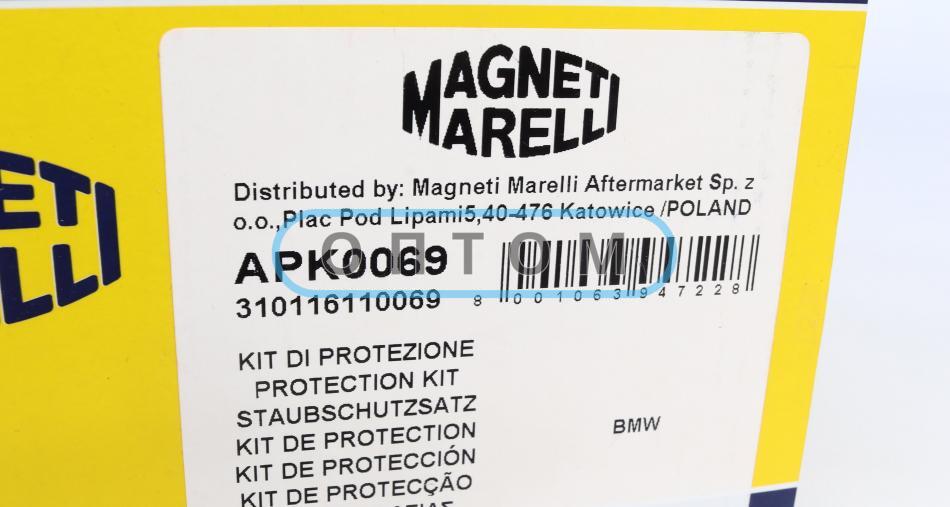 MAGNETI
MARELLI
ETI
LLI
Distributed by: Magneti Marelli Aftermarket Sp. z
o.o.,Plac Pod Lipami5,40-476 Katowice /POLAND
ОПТОМ
APK0069
310116110069
8 001063 947228
KIT DI PROTEZIONE
PROTECTION KIT
STAUBSCHUTZSATZ
KIT DE PROTECTION
BMW
KIT DE PROTECCIÓN
KIT DE PROTECÇÃO